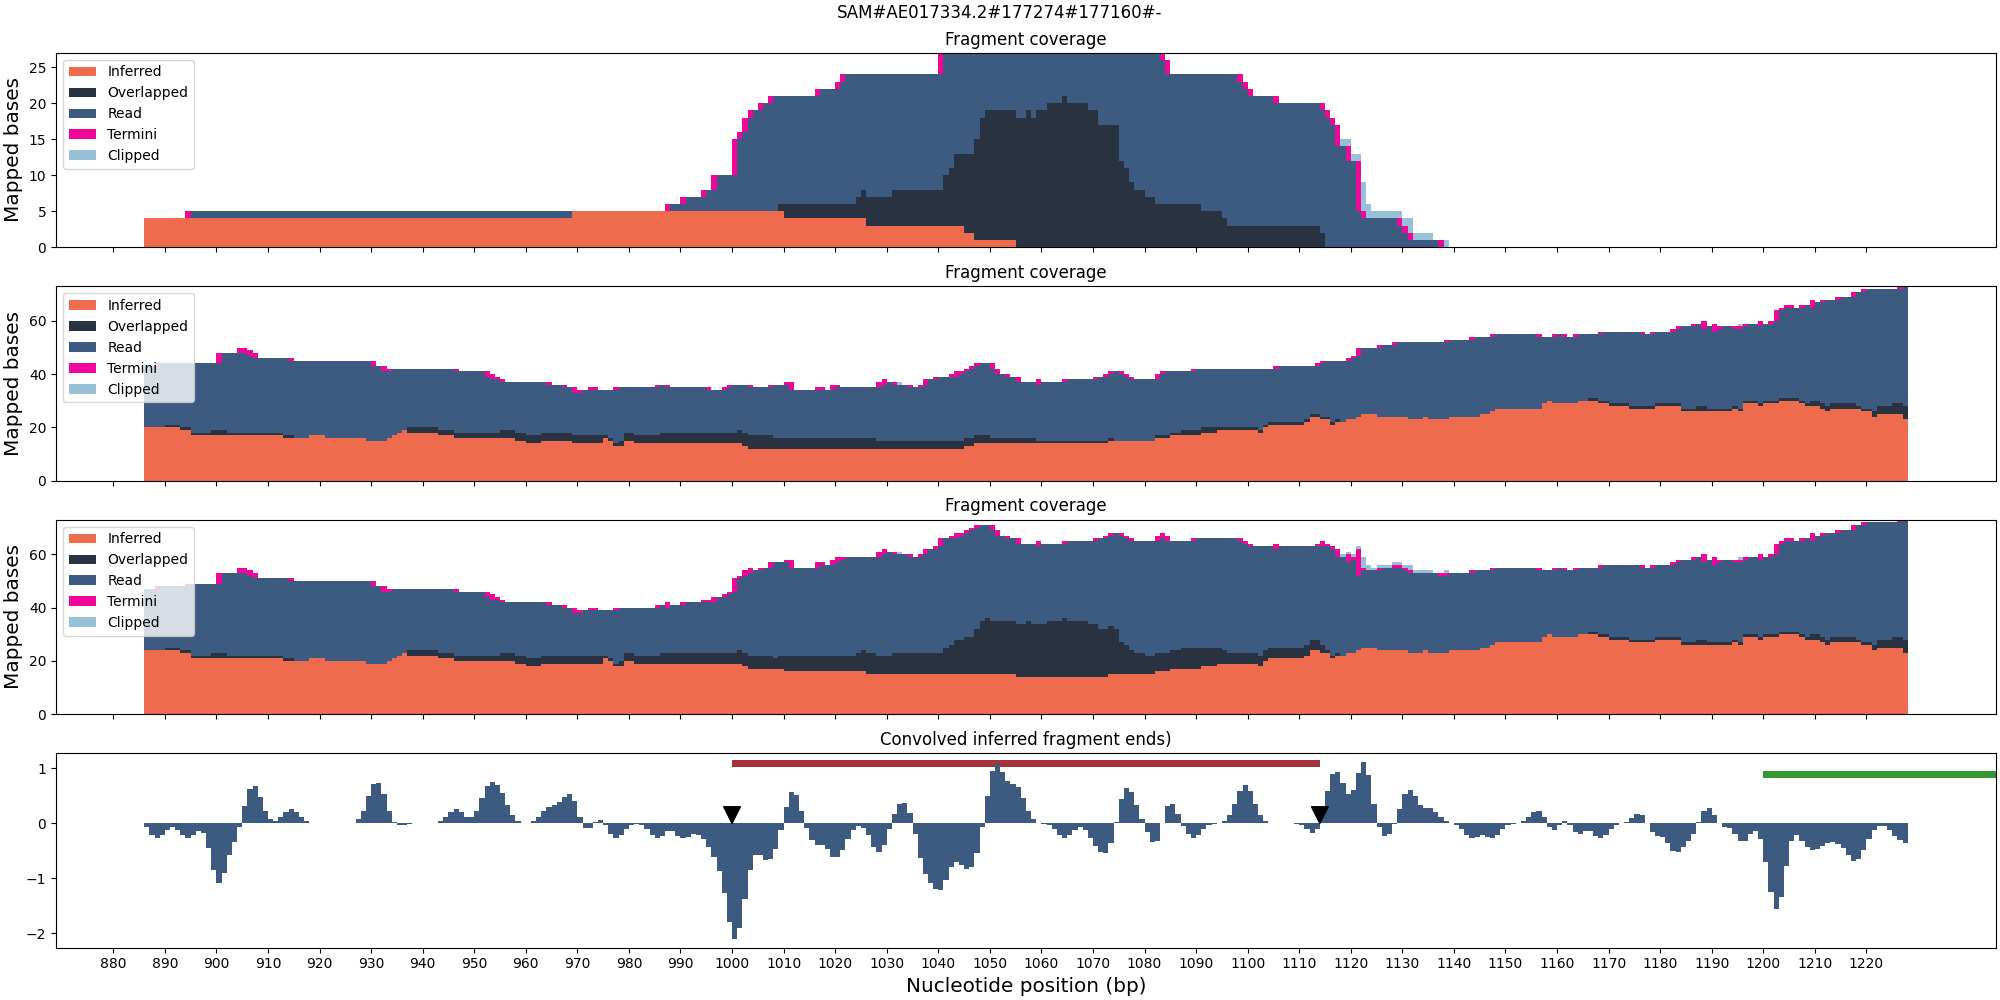 SAM#AE017334.2#177274#177160#-
Fragment coverage
Mapped bases
25
20
15
10
5
0
Inferred
Overlapped
Read
Termini
Clipped
Fragment coverage
Mapped bases
60
40
20
0
Inferred
Overlapped
Read
Termini
Clipped
Fragment coverage
Mapped bases
60
40
20
0
Inferred
Overlapped
Read
Termini
Clipped
Convolved inferred fragment ends)
1
0
−1
−2
880 890 900 910 920 930 940 950 960 970 980 990 1000 1010 1020 1030 1040 1050 1060 1070 1080 1090 1100 1110 1120 1130 1140 1150 1160 1170 1180 1190 1200 1210 1220
Nucleotide position (bp)